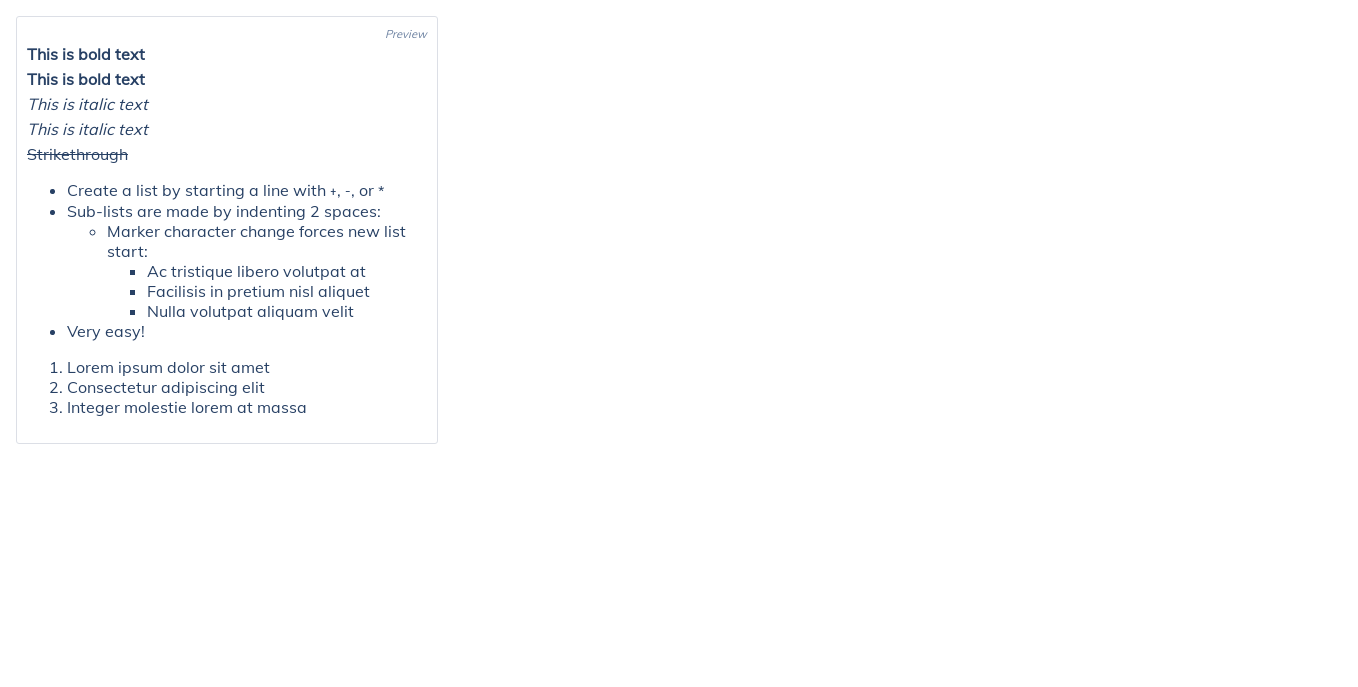 Preview
This is bold text
This is bold text
This is italic text
This is italic text
Strikethrough
Create a list by starting a line with +, -, or *
Sub-lists are made by indenting 2 spaces:
Marker character change forces new list
start:
Ac tristique libero volutpat at
Facilisis in pretium nisl aliquet
Nulla volutpat aliquam velit
Very easy!
1. Lorem ipsum dolor sit amet
2. Consectetur adipiscing elit
3. Integer molestie lorem at massa